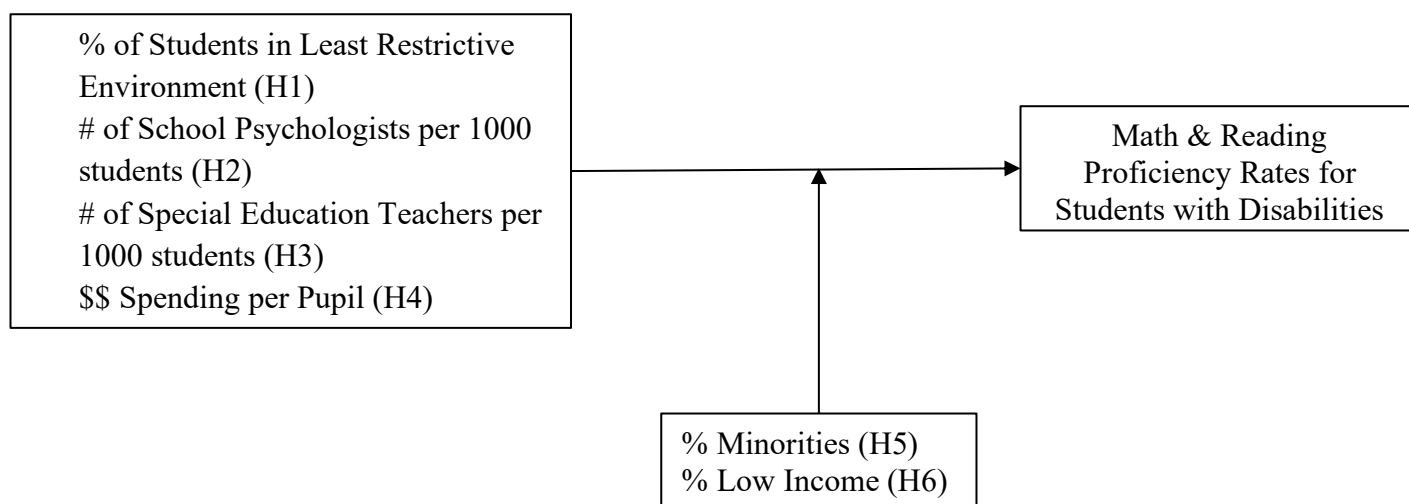 % of Students in Least Restrictive
Environment (H1)
# of School Psychologists per 1000
students (H2)
# of Special Education Teachers per
1000 students (H3)
$$ Spending per Pupil (H4)
Math & Reading
Proficiency Rates for
Students with Disabilities
% Minorities (H5)
% Low Income (H6)